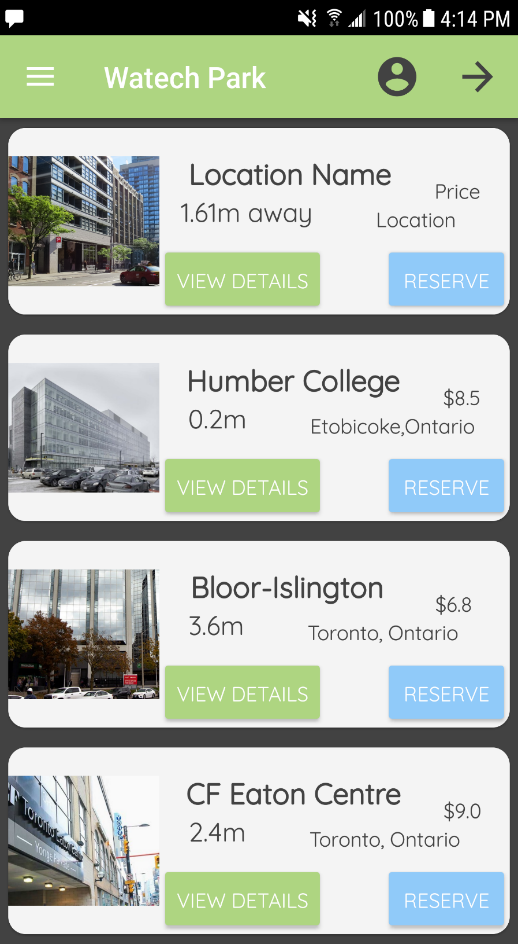 100% 4:14 PM
Watech Park
Location Name
Price
1.61m away
Location
VIEW DETAILS
RESERVE
Humber College
$8.5
0.2m
Etobicoke,Ontario
VIEW DETAILS
RESERVE
Bloor-Islington
$6.8
3.6m
Toronto, Ontario
VIEW DETAILS
RESERVE
CF Eaton Centre
$9.0
2.4m
Toronto, Ontario
Toronto Eaton
Yonge
VIEW DETAILS
RESERVE